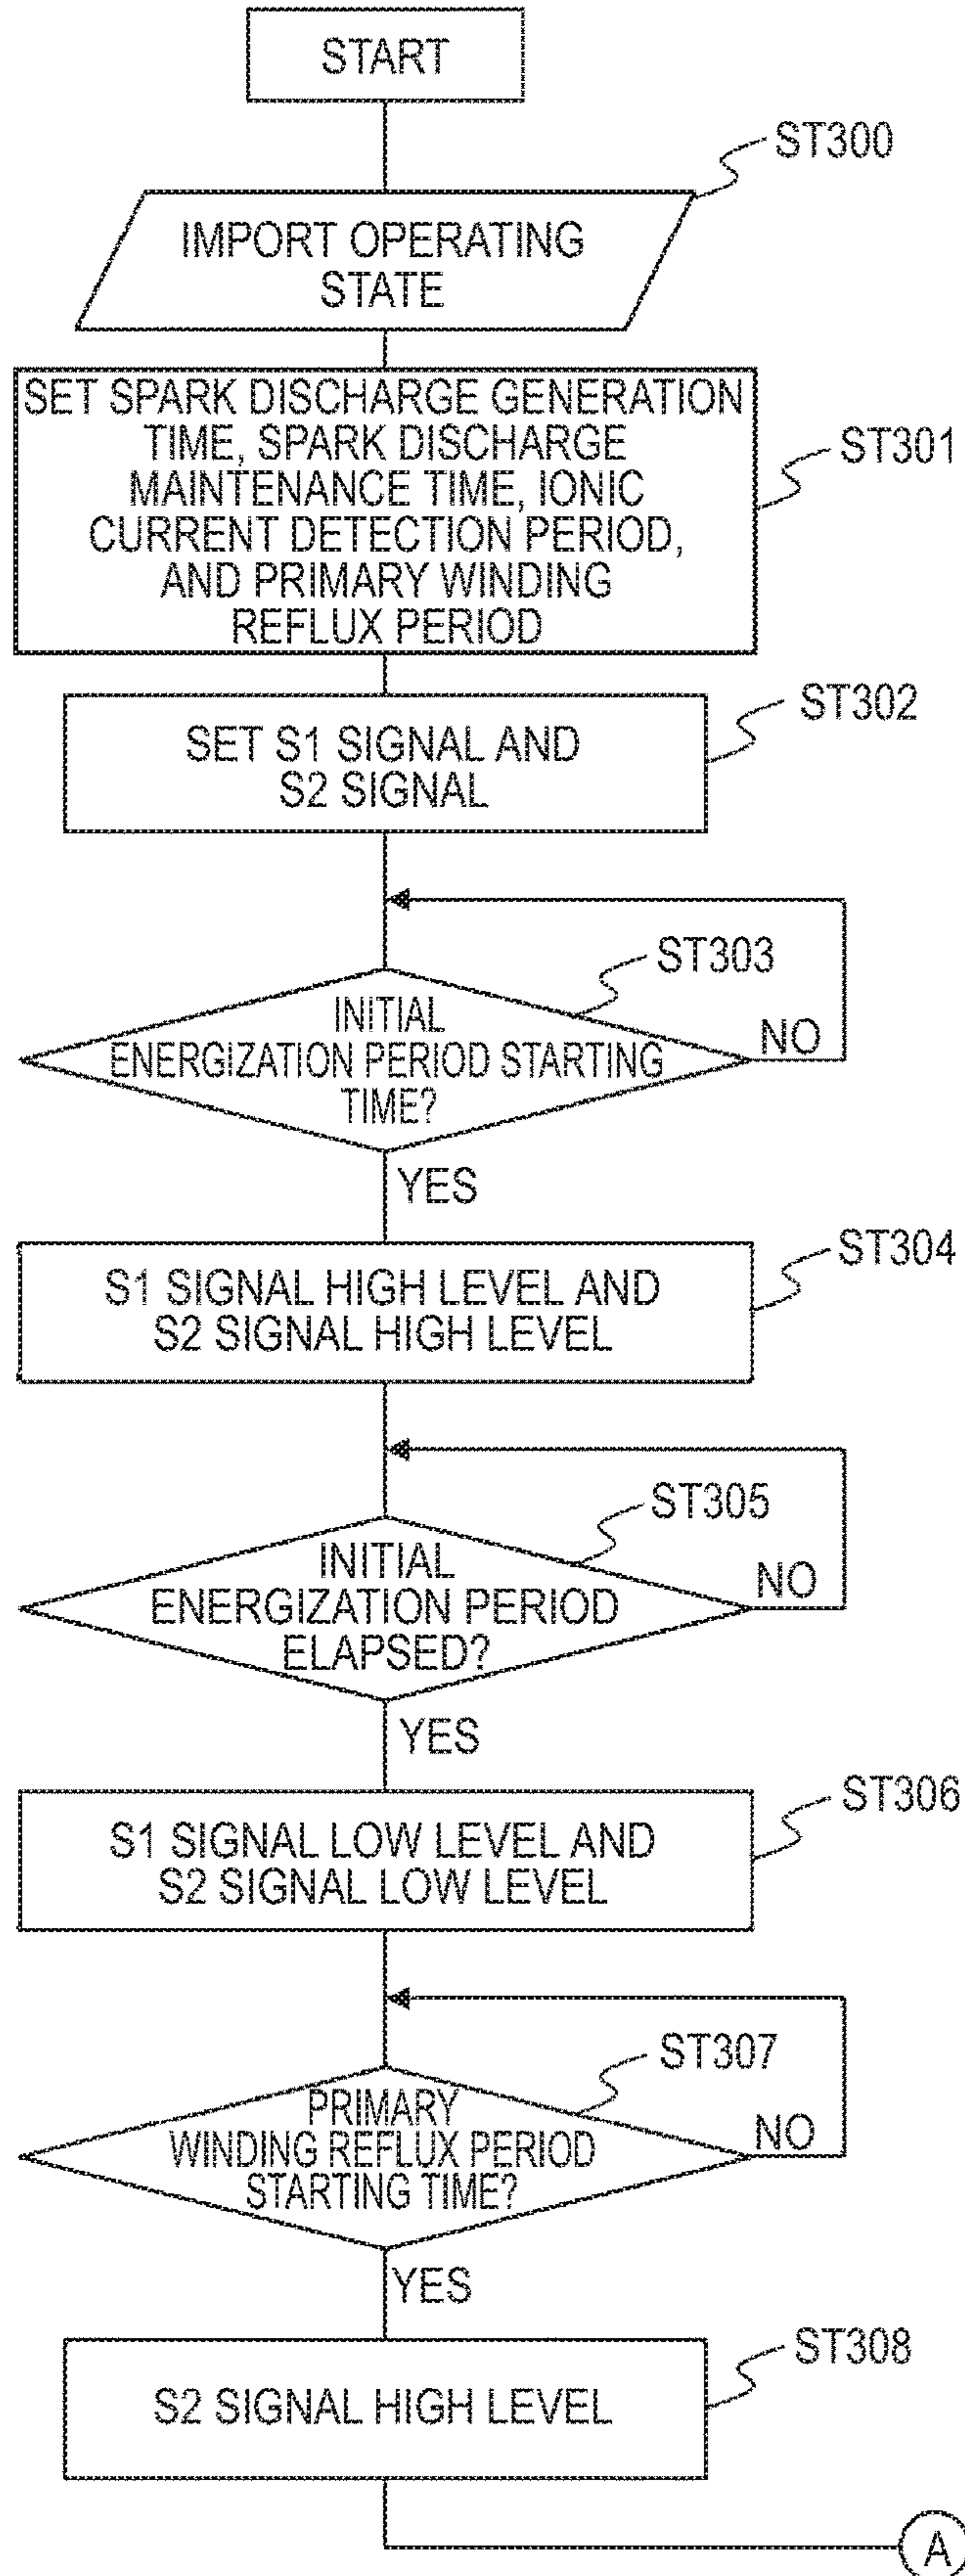 START
ST300
IMPORT OPERATING
STATE
SET SPARK DISCHARGE GENERATION
TIME, SPARK DISCHARGE
MAINTENANCE TIME, IONIC
CURRENT DETECTION PERIOD,
AND PRIMARY WINDING
REFLUX PERIOD
ST301
SET S1 SIGNAL AND
S2 SIGNAL
ST302
ST303
INITIAL
ENERGIZATION PERIOD STARTING
TIME?
NO
YES
S1 SIGNAL HIGH LEVEL AND
S2 SIGNAL HIGH LEVEL
ST304
ST305
INITIAL
ENERGIZATION PERIOD
ELAPSED?
NO
YES
S1 SIGNAL LOW LEVEL AND
S2 SIGNAL LOW LEVEL
ST306
ST307
PRIMARY
WINDING REFLUX PERIOD
STARTING TIME?
NO
YES
S2 SIGNAL HIGH LEVEL
ST308
A